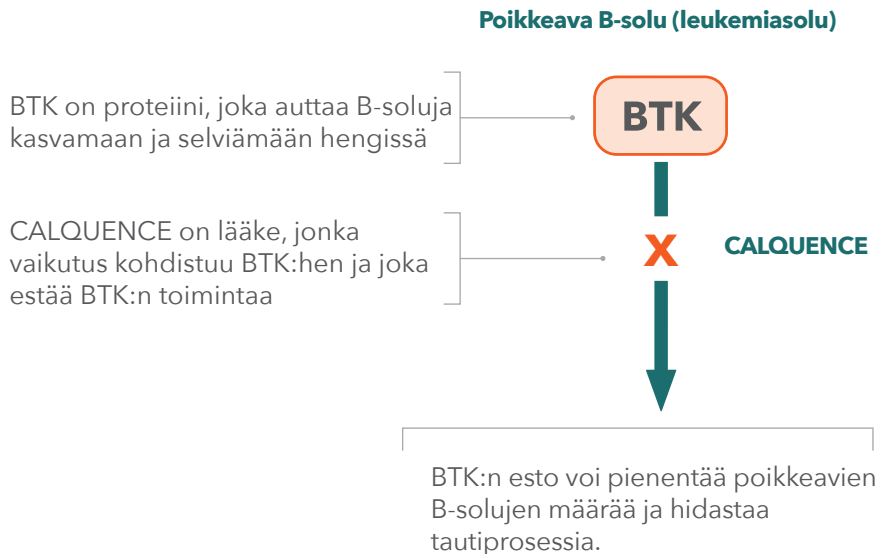 Poikkeava B-solu (leukemiasolu)
BTK on proteiini, joka auttaa B-soluja
kasvamaan ja selviämään hengissä
BTK
CALQUENCE on lääke, jonka
vaikutus kohdistuu BTK:hen ja joka
estää BTK:n toimintaa
X
CALQUENCE
BTK:n esto voi pienentää poikkeavien
B-solujen määrää ja hidastaa
tautiprosessia.